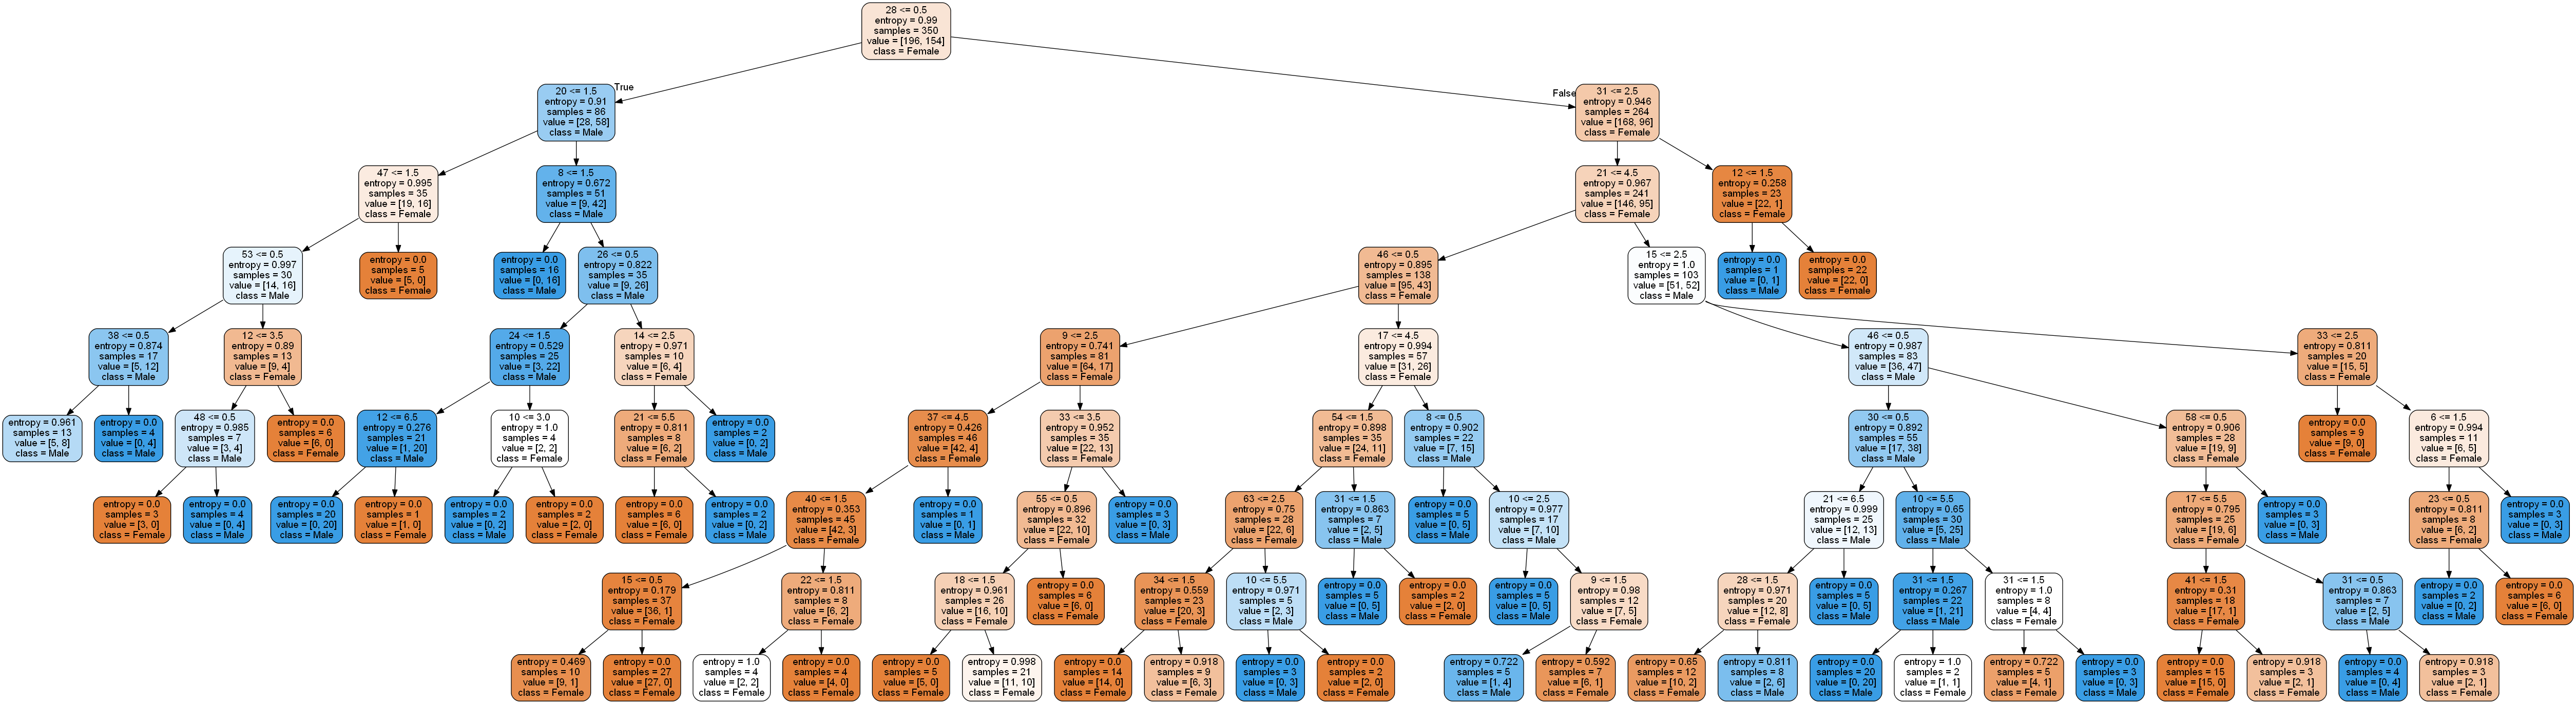 28 <= 0.5
entropy = 0.99
samples = 350
value = [196, 154]
class = Female
True
False
20 <= 1.5
entropy = 0.91
samples = 86
value = [28, 58]
class = Male
31 <= 2.5
entropy = 0.946
samples = 264
value = [168, 96]
class = Female
47 <= 1.5
entropy = 0.995
samples = 35
value = [19, 16]
class = Female
8 <= 1.5
entropy = 0.672
samples = 51
value = [9, 42]
class = Male
21 <= 4.5
entropy = 0.967
samples = 241
value = [146, 95]
class = Female
12 <= 1.5
entropy = 0.258
samples = 23
value = [22, 1]
class = Female
53 <= 0.5
entropy = 0.997
samples = 30
value = [14, 16]
class = Male
entropy = 0.0
samples = 5
value = [5, 0]
class = Female
entropy = 0.0
samples = 16
value = [0, 16]
class = Male
26 <= 0.5
entropy = 0.822
samples = 35
value = [9, 26]
class = Male
46 <= 0.5
entropy = 0.895
samples = 138
value = [95, 43]
class = Female
15 <= 2.5
entropy = 1.0
samples = 103
value = [51, 52]
class = Male
entropy = 0.0
samples = 1
value = [0, 1]
class = Male
entropy = 0.0
samples = 22
value = [22, 0]
class = Female
38 <= 0.5
entropy = 0.874
samples = 17
value = [5, 12]
class = Male
12 <= 3.5
entropy = 0.89
samples = 13
value = [9, 4]
class = Female
24 <= 1.5
entropy = 0.529
samples = 25
value = [3, 22]
class = Male
14 <= 2.5
entropy = 0.971
samples = 10
value = [6, 4]
class = Female
9 <= 2.5
entropy = 0.741
samples = 81
value = [64, 17]
class = Female
17 <= 4.5
entropy = 0.994
samples = 57
value = [31, 26]
class = Female
46 <= 0.5
entropy = 0.987
samples = 83
value = [36, 47]
class = Male
33 <= 2.5
entropy = 0.811
samples = 20
value = [15, 5]
class = Female
entropy = 0.961
samples = 13
value = [5, 8]
class = Male
entropy = 0.0
samples = 4
value = [0, 4]
class = Male
48 <= 0.5
entropy = 0.985
samples = 7
value = [3, 4]
class = Male
entropy = 0.0
samples = 6
value = [6, 0]
class = Female
12 <= 6.5
entropy = 0.276
samples = 21
value = [1, 20]
class = Male
10 <= 3.0
entropy = 1.0
samples = 4
value = [2, 2]
class = Female
21 <= 5.5
entropy = 0.811
samples = 8
value = [6, 2]
class = Female
entropy = 0.0
samples = 2
value = [0, 2]
class = Male
37 <= 4.5
entropy = 0.426
samples = 46
value = [42, 4]
class = Female
33 <= 3.5
entropy = 0.952
samples = 35
value = [22, 13]
class = Female
54 <= 1.5
entropy = 0.898
samples = 35
value = [24, 11]
class = Female
8 <= 0.5
entropy = 0.902
samples = 22
value = [7, 15]
class = Male
30 <= 0.5
entropy = 0.892
samples = 55
value = [17, 38]
class = Male
58 <= 0.5
entropy = 0.906
samples = 28
value = [19, 9]
class = Female
entropy = 0.0
samples = 9
value = [9, 0]
class = Female
6 <= 1.5
entropy = 0.994
samples = 11
value = [6, 5]
class = Female
entropy = 0.0
samples = 3
value = [3, 0]
class = Female
entropy = 0.0
samples = 4
value = [0, 4]
class = Male
entropy = 0.0
samples = 20
value = [0, 20]
class = Male
entropy = 0.0
samples = 1
value = [1, 0]
class = Female
entropy = 0.0
samples = 2
value = [0, 2]
class = Male
entropy = 0.0
samples = 2
value = [2, 0]
class = Female
entropy = 0.0
samples = 6
value = [6, 0]
class = Female
entropy = 0.0
samples = 2
value = [0, 2]
class = Male
40 <= 1.5
entropy = 0.353
samples = 45
value = [42, 3]
class = Female
entropy = 0.0
samples = 1
value = [0, 1]
class = Male
55 <= 0.5
entropy = 0.896
samples = 32
value = [22, 10]
class = Female
entropy = 0.0
samples = 3
value = [0, 3]
class = Male
63 <= 2.5
entropy = 0.75
samples = 28
value = [22, 6]
class = Female
31 <= 1.5
entropy = 0.863
samples = 7
value = [2, 5]
class = Male
entropy = 0.0
samples = 5
value = [0, 5]
class = Male
10 <= 2.5
entropy = 0.977
samples = 17
value = [7, 10]
class = Male
21 <= 6.5
entropy = 0.999
samples = 25
value = [12, 13]
class = Male
10 <= 5.5
entropy = 0.65
samples = 30
value = [5, 25]
class = Male
17 <= 5.5
entropy = 0.795
samples = 25
value = [19, 6]
class = Female
entropy = 0.0
samples = 3
value = [0, 3]
class = Male
23 <= 0.5
entropy = 0.811
samples = 8
value = [6, 2]
class = Female
entropy = 0.0
samples = 3
value = [0, 3]
class = Male
15 <= 0.5
entropy = 0.179
samples = 37
value = [36, 1]
class = Female
22 <= 1.5
entropy = 0.811
samples = 8
value = [6, 2]
class = Female
18 <= 1.5
entropy = 0.961
samples = 26
value = [16, 10]
class = Female
entropy = 0.0
samples = 6
value = [6, 0]
class = Female
34 <= 1.5
entropy = 0.559
samples = 23
value = [20, 3]
class = Female
10 <= 5.5
entropy = 0.971
samples = 5
value = [2, 3]
class = Male
entropy = 0.0
samples = 5
value = [0, 5]
class = Male
entropy = 0.0
samples = 2
value = [2, 0]
class = Female
entropy = 0.0
samples = 5
value = [0, 5]
class = Male
9 <= 1.5
entropy = 0.98
samples = 12
value = [7, 5]
class = Female
28 <= 1.5
entropy = 0.971
samples = 20
value = [12, 8]
class = Female
entropy = 0.0
samples = 5
value = [0, 5]
class = Male
31 <= 1.5
entropy = 0.267
samples = 22
value = [1, 21]
class = Male
31 <= 1.5
entropy = 1.0
samples = 8
value = [4, 4]
class = Female
41 <= 1.5
entropy = 0.31
samples = 18
value = [17, 1]
class = Female
31 <= 0.5
entropy = 0.863
samples = 7
value = [2, 5]
class = Male
entropy = 0.0
samples = 2
value = [0, 2]
class = Male
entropy = 0.0
samples = 6
value = [6, 0]
class = Female
entropy = 0.469
samples = 10
value = [9, 1]
class = Female
entropy = 0.0
samples = 27
value = [27, 0]
class = Female
entropy = 1.0
samples = 4
value = [2, 2]
class = Female
entropy = 0.0
samples = 4
value = [4, 0]
class = Female
entropy = 0.0
samples = 5
value = [5, 0]
class = Female
entropy = 0.998
samples = 21
value = [11, 10]
class = Female
entropy = 0.0
samples = 14
value = [14, 0]
class = Female
entropy = 0.918
samples = 9
value = [6, 3]
class = Female
entropy = 0.0
samples = 3
value = [0, 3]
class = Male
entropy = 0.0
samples = 2
value = [2, 0]
class = Female
entropy = 0.722
samples = 5
value = [1, 4]
class = Male
entropy = 0.592
samples = 7
value = [6, 1]
class = Female
entropy = 0.65
samples = 12
value = [10, 2]
class = Female
entropy = 0.811
samples = 8
value = [2, 6]
class = Male
entropy = 0.0
samples = 20
value = [0, 20]
class = Male
entropy = 1.0
samples = 2
value = [1, 1]
class = Female
entropy = 0.722
samples = 5
value = [4, 1]
class = Female
entropy = 0.0
samples = 3
value = [0, 3]
class = Male
entropy = 0.0
samples = 15
value = [15, 0]
class = Female
entropy = 0.918
samples = 3
value = [2, 1]
class = Female
entropy = 0.0
samples = 4
value = [0, 4]
class = Male
entropy = 0.918
samples = 3
value = [2, 1]
class = Female